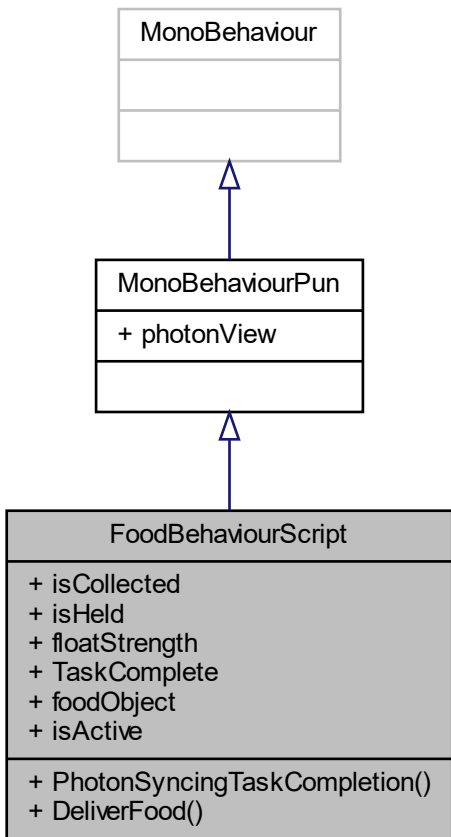 MonoBehaviour
MonoBehaviourPun
+ photonView
FoodBehaviourScript
+ isCollected
+ isHeld
+ floatStrength
+ TaskComplete
+ foodObject
+ isActive
+ PhotonSyncingTaskCompletion()
+ DeliverFood()